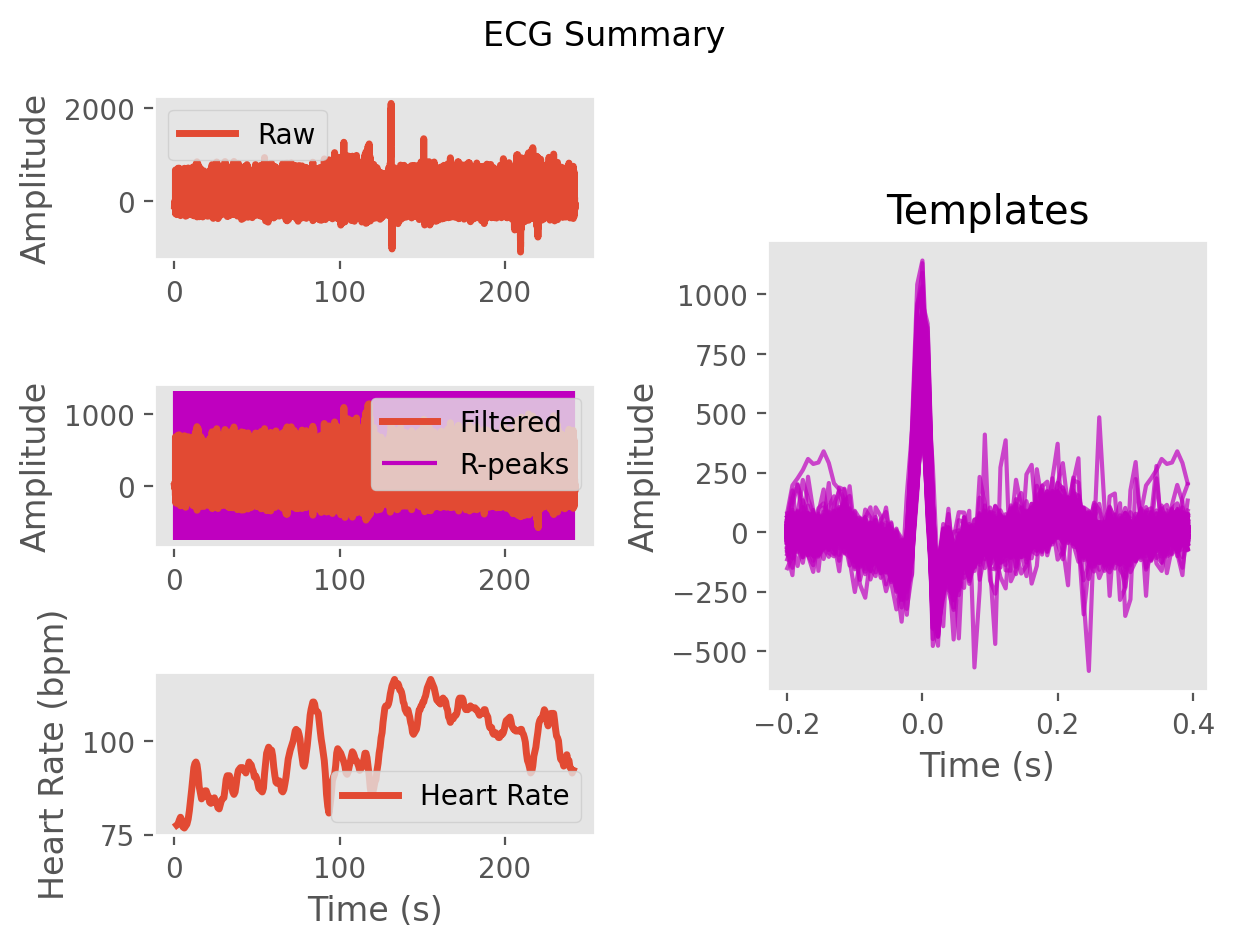 ECG Summary
Amplitude
2000
0
Raw
0 100 200
Amplitude
1000
0
Filtered
R-peaks
0 100 200
Heart Rate (bpm)
100
75
Heart Rate
0 100 200
Time (s)
Templates
Amplitude
1000
750
500
250
0
−250
−500
−0.2 0.0 0.2 0.4
Time (s)